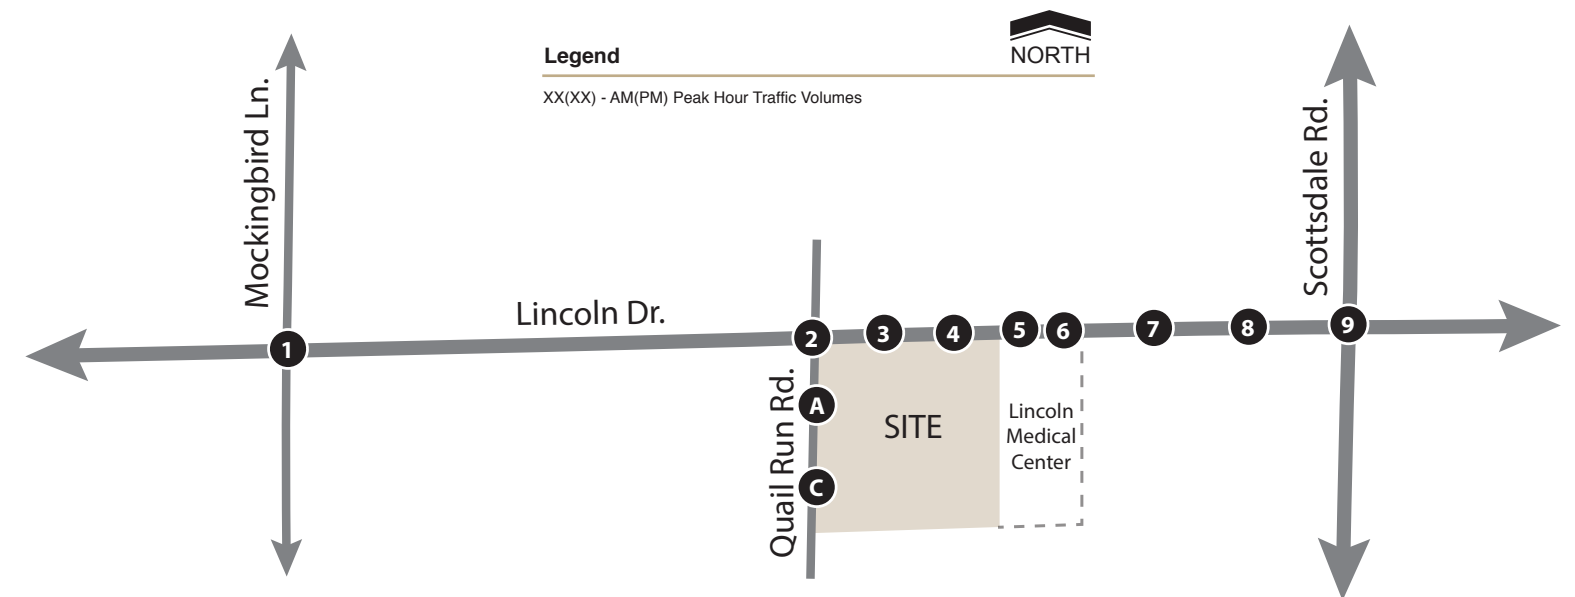 Legend
NORTH
XX(XX) - AM(PM) Peak Hour Traffic Volumes
Mockingbird Ln.
Scottsdale Rd.
Lincoln Dr.
1
2
3
4
5
6
7
8
9
Quail Run Rd.
A
C
SITE
Lincoln
Medical
Center